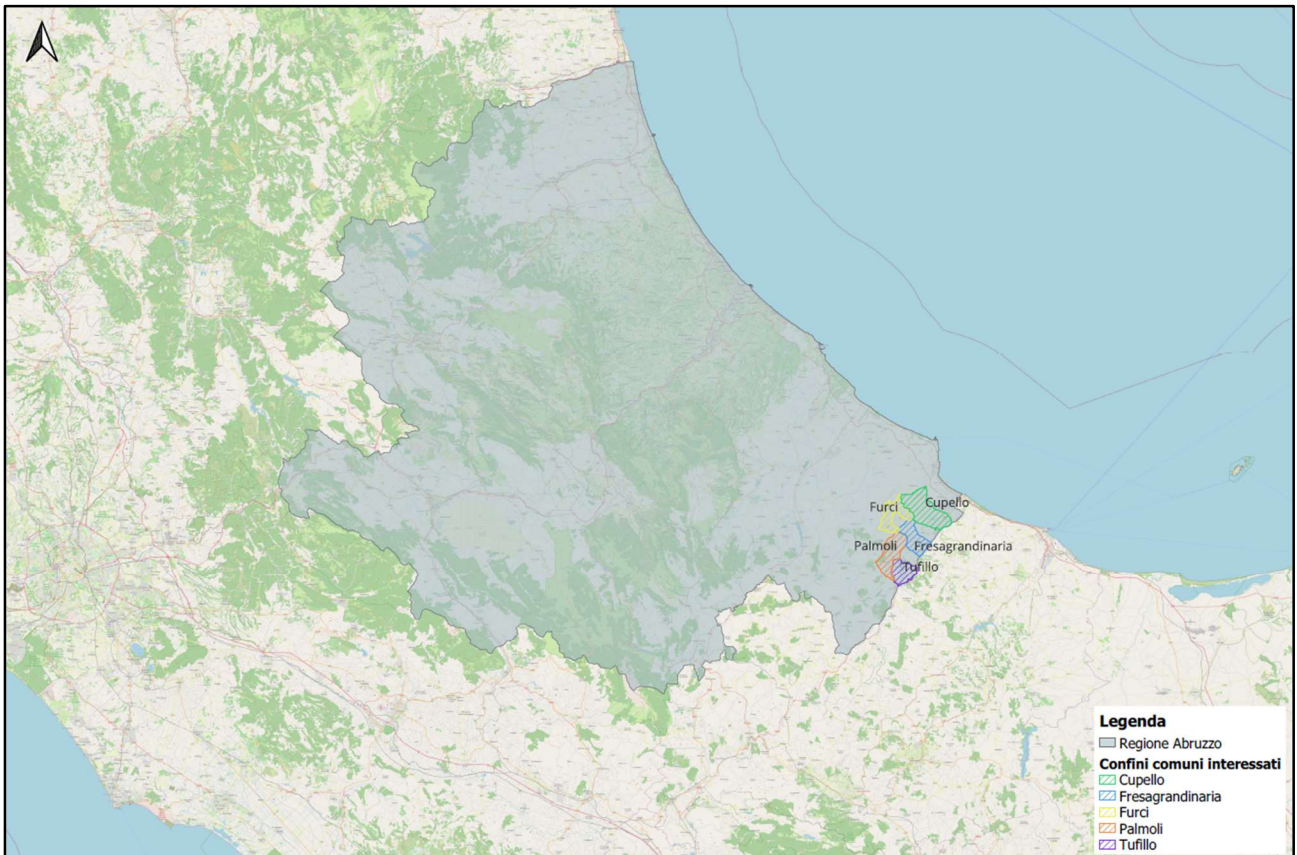 Cupello
Furci
Palmoli
Fresagrandinaria
Tufillo
Legenda
Regione Abruzzo
Confini comuni interessati
Cupello
Fresagrandinaria
Furci
Palmoli
Tufillo